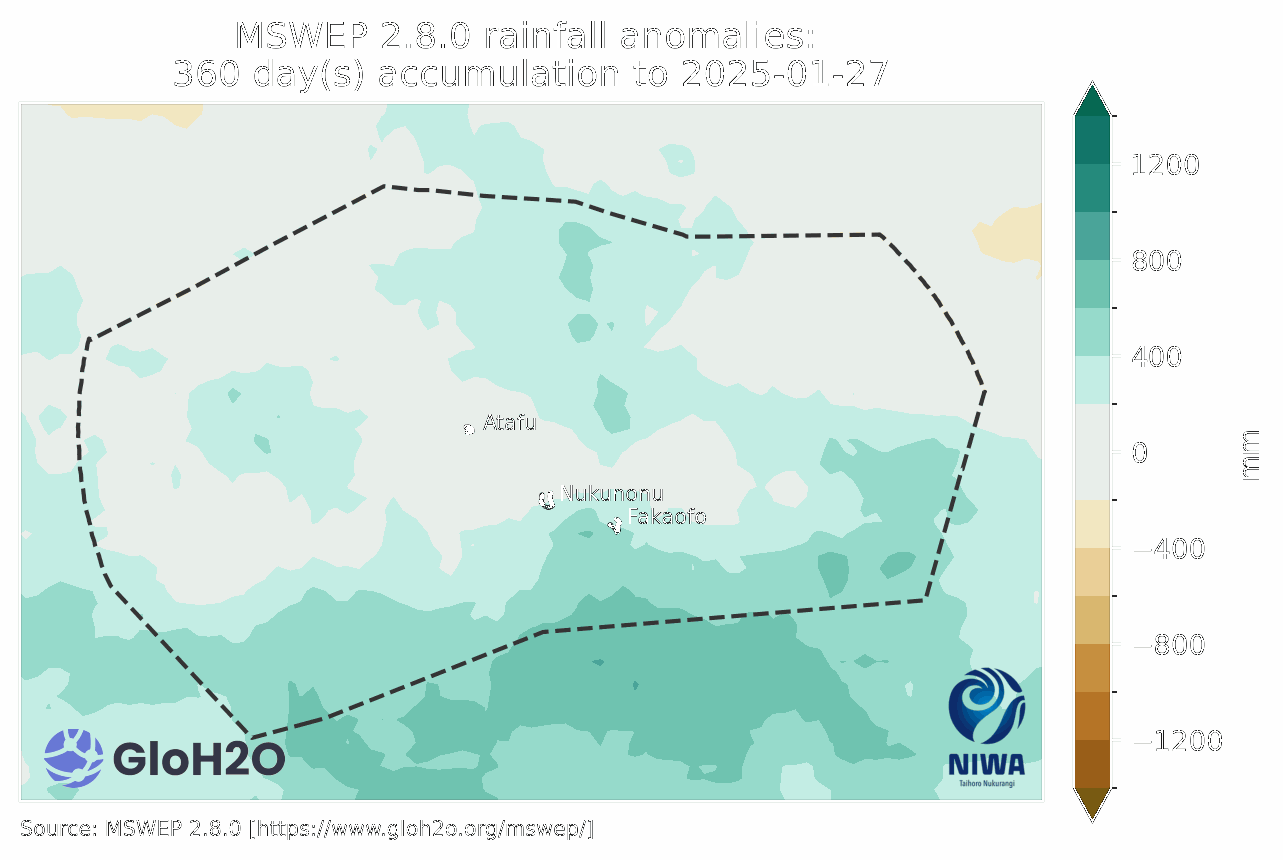 MSWEP 2.8.0 rainfall anomalies:
360 day(s) accumulation to 2025-01-27
1200
800
400
0
−400
−800
−1200
mm
Atafu
Nukunonu
Fakaofo
GloH2O
NIWA
Taihoro Nukurangi
Source: MSWEP 2.8.0 [https://www.gloh2o.org/mswep/]